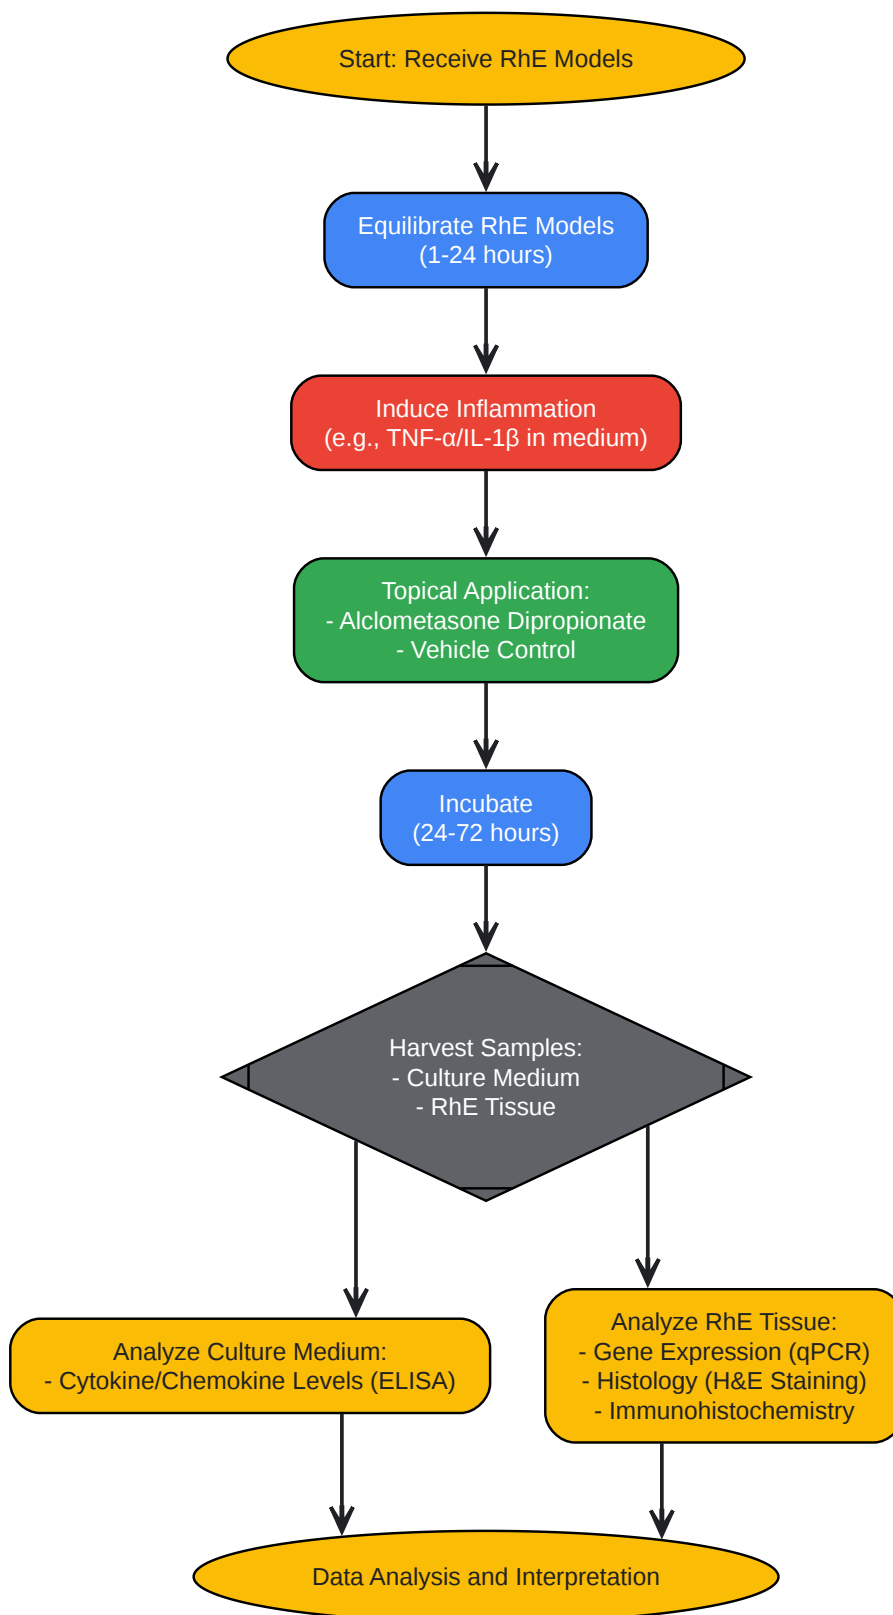 Start: Receive RhE Models
Equilibrate RhE Models
(1-24 hours)
Induce Inflammation
(e.g., TNF-α/IL-1β in medium)
Topical Application:
- Alclometasone Dipropionate
- Vehicle Control
Incubate
(24-72 hours)
Harvest Samples:
- Culture Medium
- RhE Tissue
Analyze Culture Medium:
- Cytokine/Chemokine Levels (ELISA)
Analyze RhE Tissue:
- Gene Expression (qPCR)
- Histology (H&E Staining)
- Immunohistochemistry
Data Analysis and Interpretation